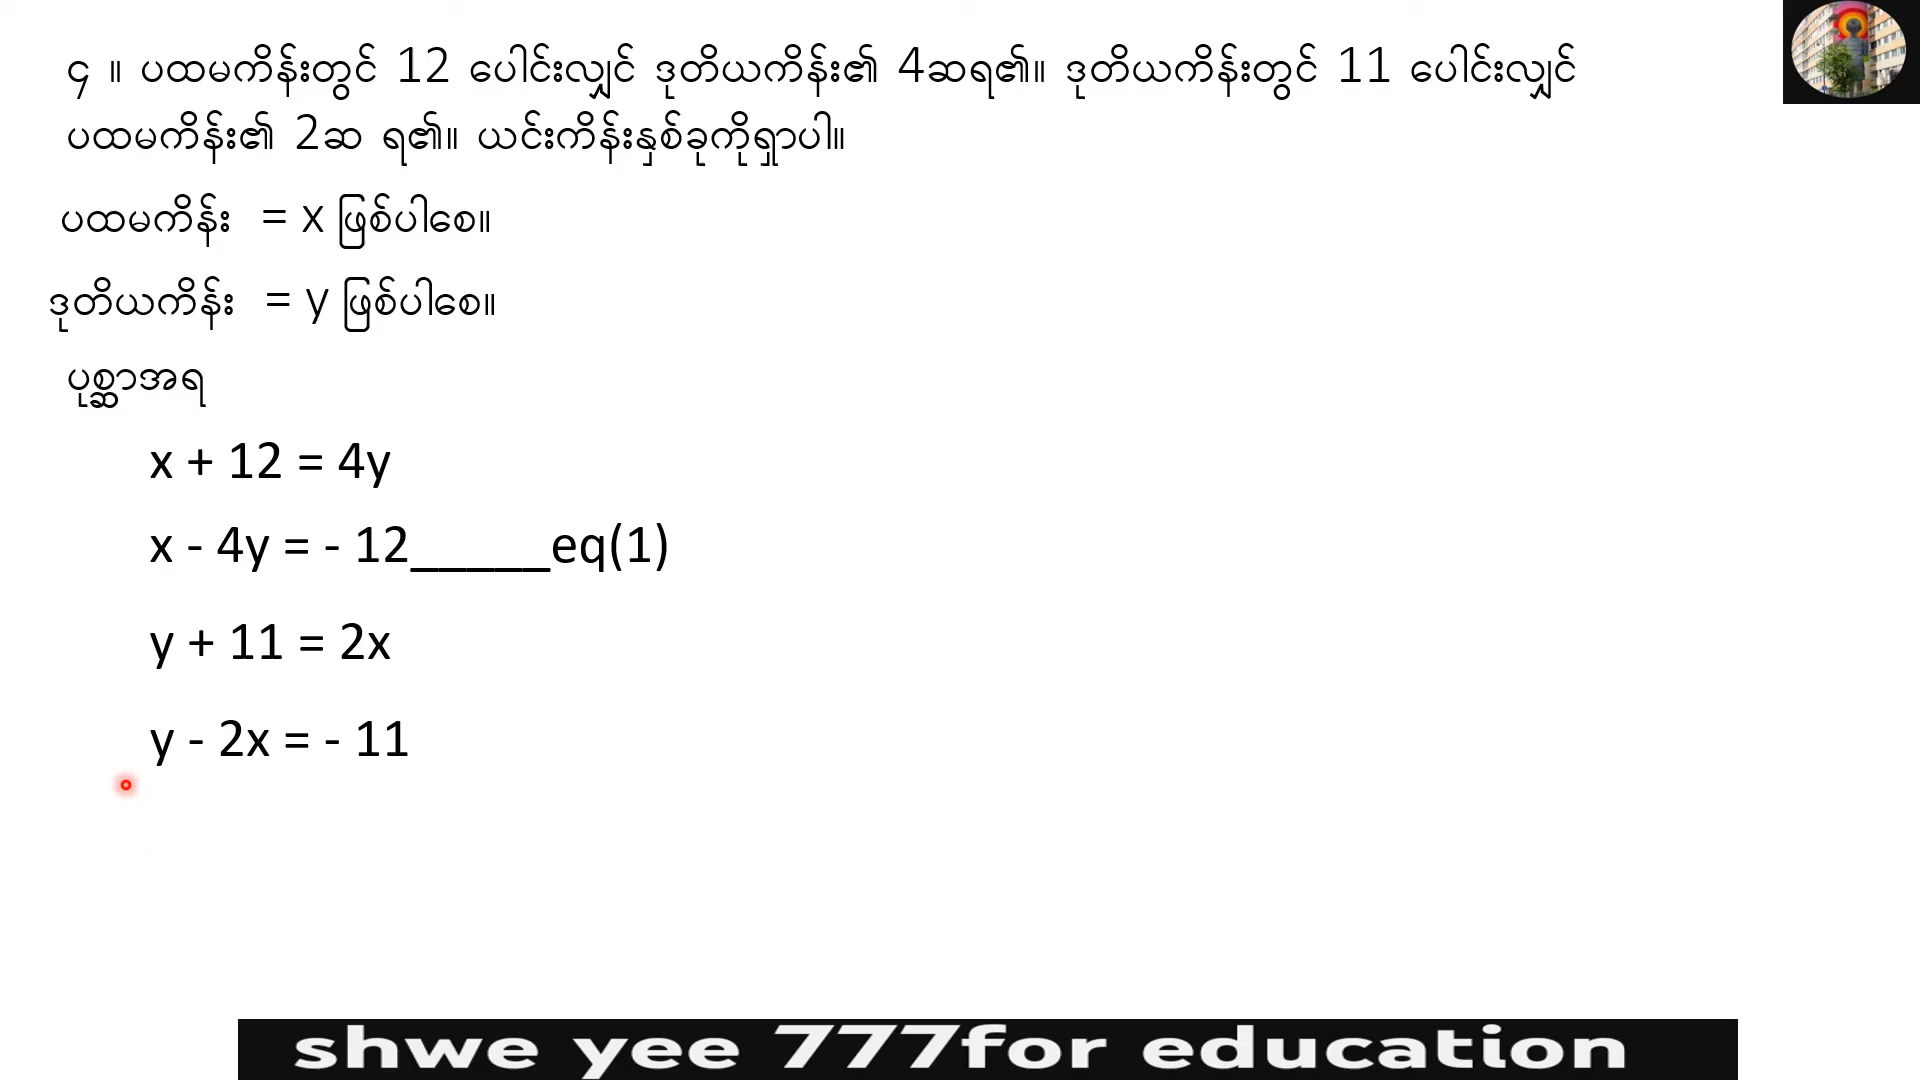 ၄ ။ ပထမကိန်းတွင် 12 ပေါင်းလျှင် ဒုတိယကိန်း၏ 4ဆရ၏။ ဒုတိယကိန်းတွင် 11 ပေါင်းလျှင်
ပထမကိန်း၏ 2ဆ ရ၏။ ယင်းကိန်းနှစ်ခုကိုရှာပါ။
ပထမကိန်း = x ဖြစ်ပါစေ။
ဒုတိယကိန်း = y ဖြစ်ပါစေ။
ပုစ္ဆာအရ
x + 12 = 4y
x - 4y = - 12_____eq(1)
y + 11 = 2x
y - 2x = - 11
shwe yee 777for education